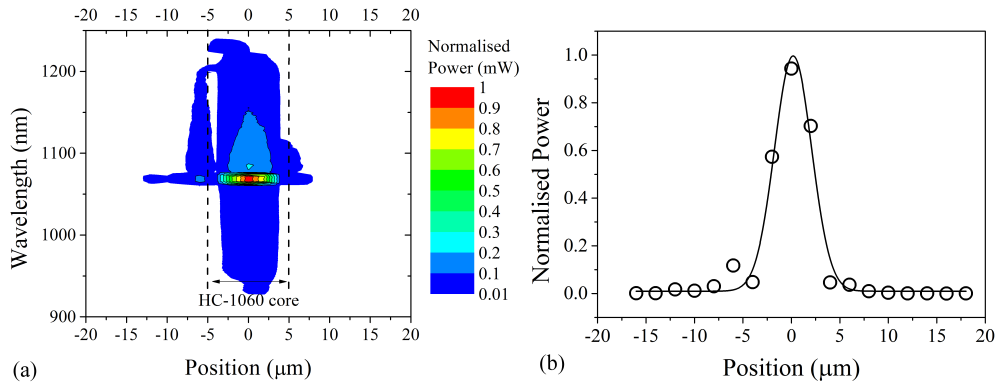 -20 -15 -10 -5 0 5 10 15 20
1200
1100
1000
900
Wavelength (nm)
HC-1060 core
-20 -15 -10 -5 0 5 10 15 20
Position (μm)
(a)
Normalised
Power (mW)
1
0.9
0.8
0.7
0.6
0.5
0.4
0.3
0.2
0.1
0.01
1.0
0.8
0.6
0.4
0.2
0.0
Normalised Power
-20 -15 -10 -5 0 5 10 15 20
Position (μm)
(b)